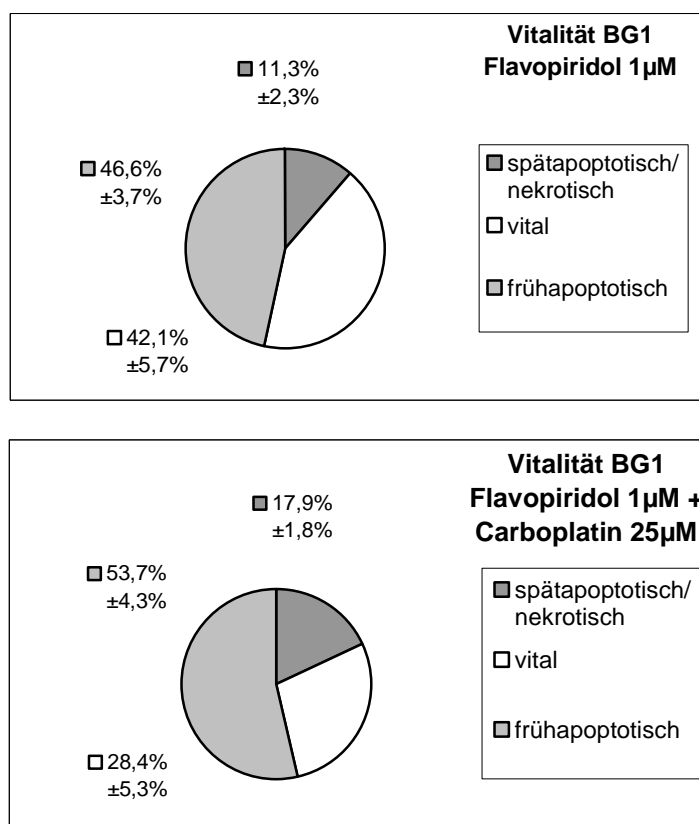 Vitalität BG1
Flavopiridol 1µM
11,3%
±2,3%
46,6%
±3,7%
42,1%
±5,7%
spätapoptotisch/
nekrotisch
vital
frühapoptotisch
Vitalität BG1
Flavopiridol 1µM +
Carboplatin 25µM
17,9%
±1,8%
53,7%
±4,3%
28,4%
±5,3%
spätapoptotisch/
nekrotisch
vital
frühapoptotisch